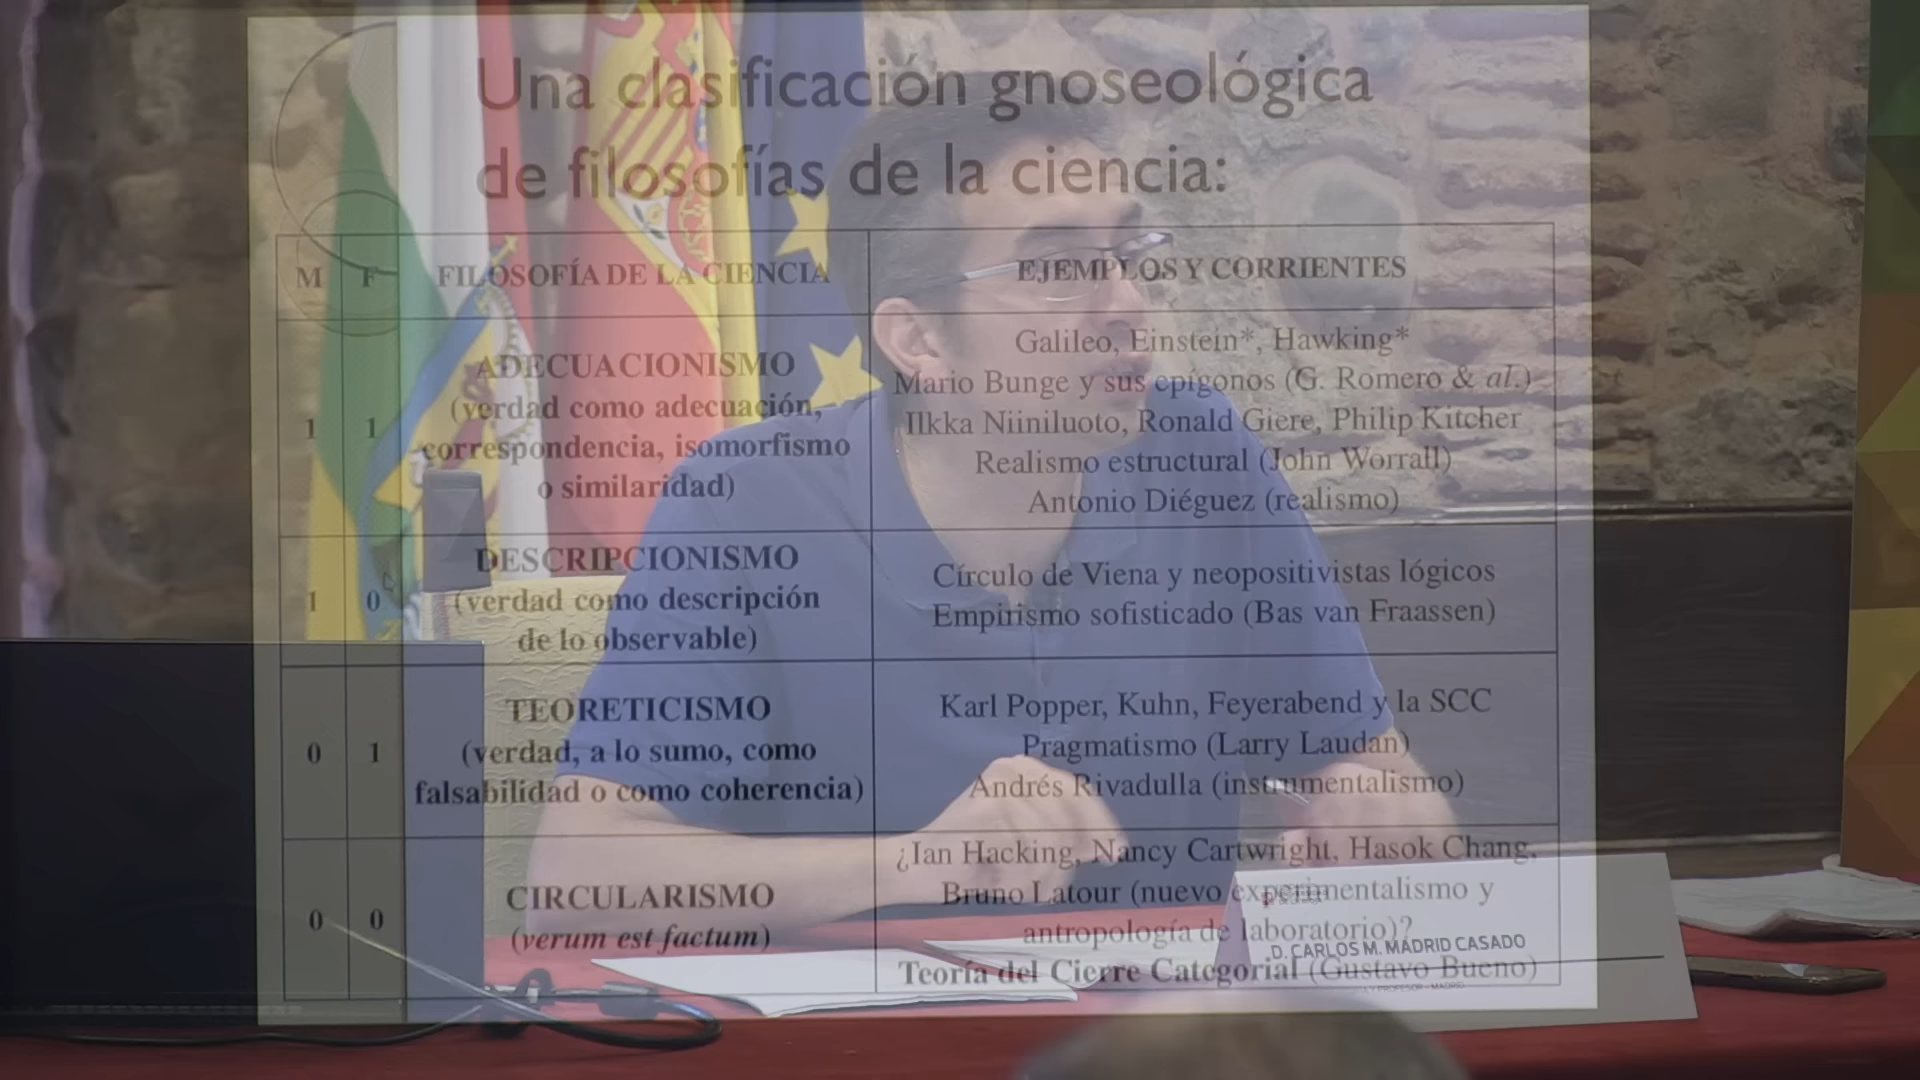 Una clasificación gnoseológica
de filosofías de la ciencia:
M F FILOSOFÍA DE LA CIENCIA EJEMPLOS Y CORRIENTES
1 1
ADECUACIONISMO
(verdad como adecuación,
correspondencia, isomorfismo
o similaridad)
Galileo, Einstein*, Hawking*
Mario Bunge y sus epígonos (G. Romero & al.)
Ilkka Niiniluoto, Ronald Giere, Philip Kitcher
Realismo estructural (John Worrall)
Antonio Diéguez (realismo)
1 0
DESCRIPCIONISMO
(verdad como descripción
de lo observable)
Círculo de Viena y neopositivistas lógicos
Empirismo sofisticado (Bas van Fraassen)
0 1
TEORETICISMO
(verdad, a lo sumo, como
falsabilidad o como coherencia)
Karl Popper, Kuhn, Feyerabend y la SCC
Pragmatismo (Larry Laudan)
Andrés Rivadulla (instrumentalismo)
0 0
CIRCULARISMO
(verum est factum)
¿Ian Hacking, Nancy Cartwright, Hasok Chang,
Bruno Latour (nuevo experimentalismo y
antropología de laboratorio)?
Teoría del Cierre Categorial (Gustavo Bueno)
D. CARLOS M. MADRID CASADO